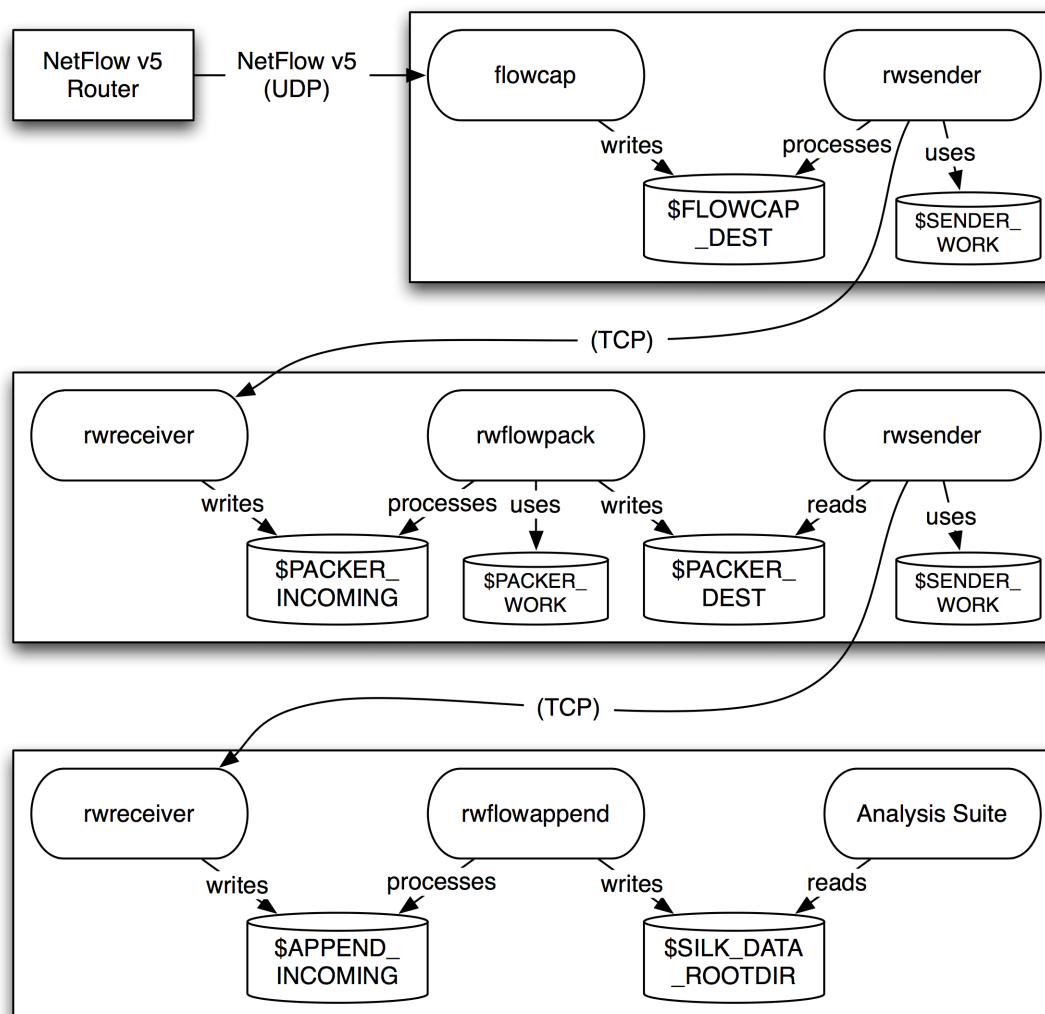 NetFlow v5
Router
NetFlow v5
(UDP)
flowcap
rwsender
writes
processes
uses
$FLOWCAP
_DEST
$SENDER_
WORK
(TCP)
rwreceiver
rwflowpack
rwsender
writes
processes
uses
writes
reads
uses
$PACKER_
INCOMING
$PACKER_
WORK
$PACKER_
DEST
$SENDER_
WORK
(TCP)
rwreceiver
rwflowappend
Analysis Suite
writes
processes
writes
reads
$APPEND_
INCOMING
$SILK_DATA
_ROOTDIR